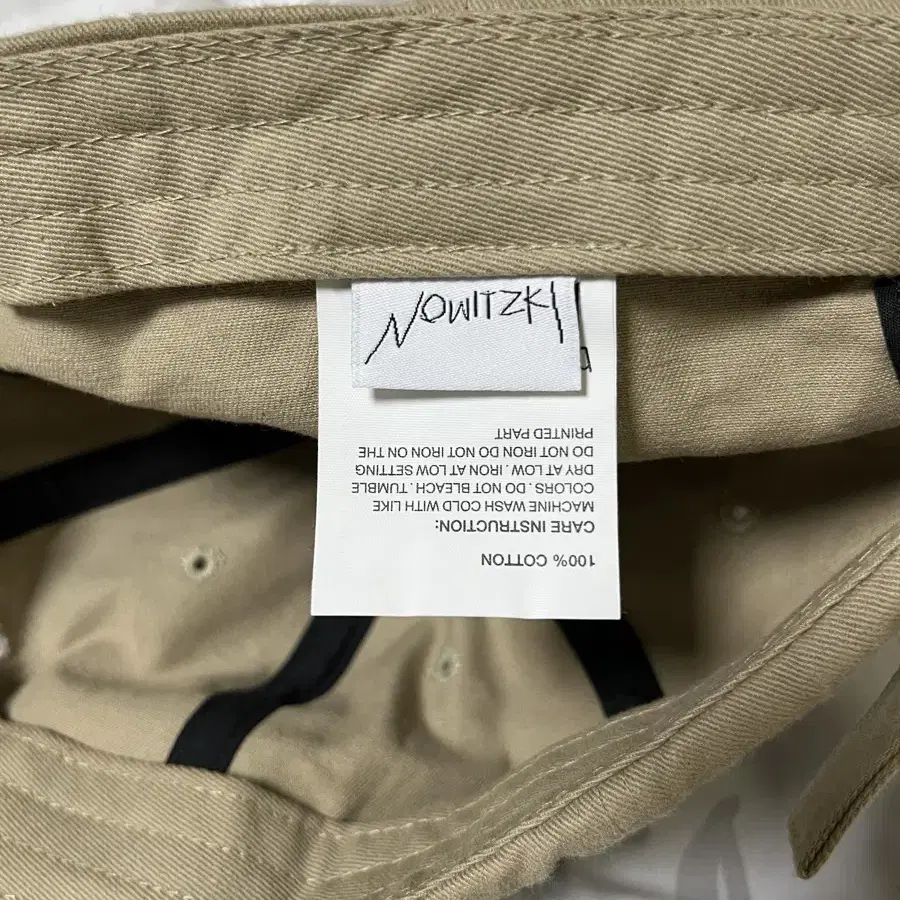 NOWITZKI
100% COTTON
CARE INSTRUCTION:
MACHINE WASH COLD WITH LIKE
COLORS . DO NOT BLEACH . TUMBLE
DRY AT LOW . IRON AT LOW SETTING
DO NOT IRON DO NOT IRON ON THE
PRINTED PART